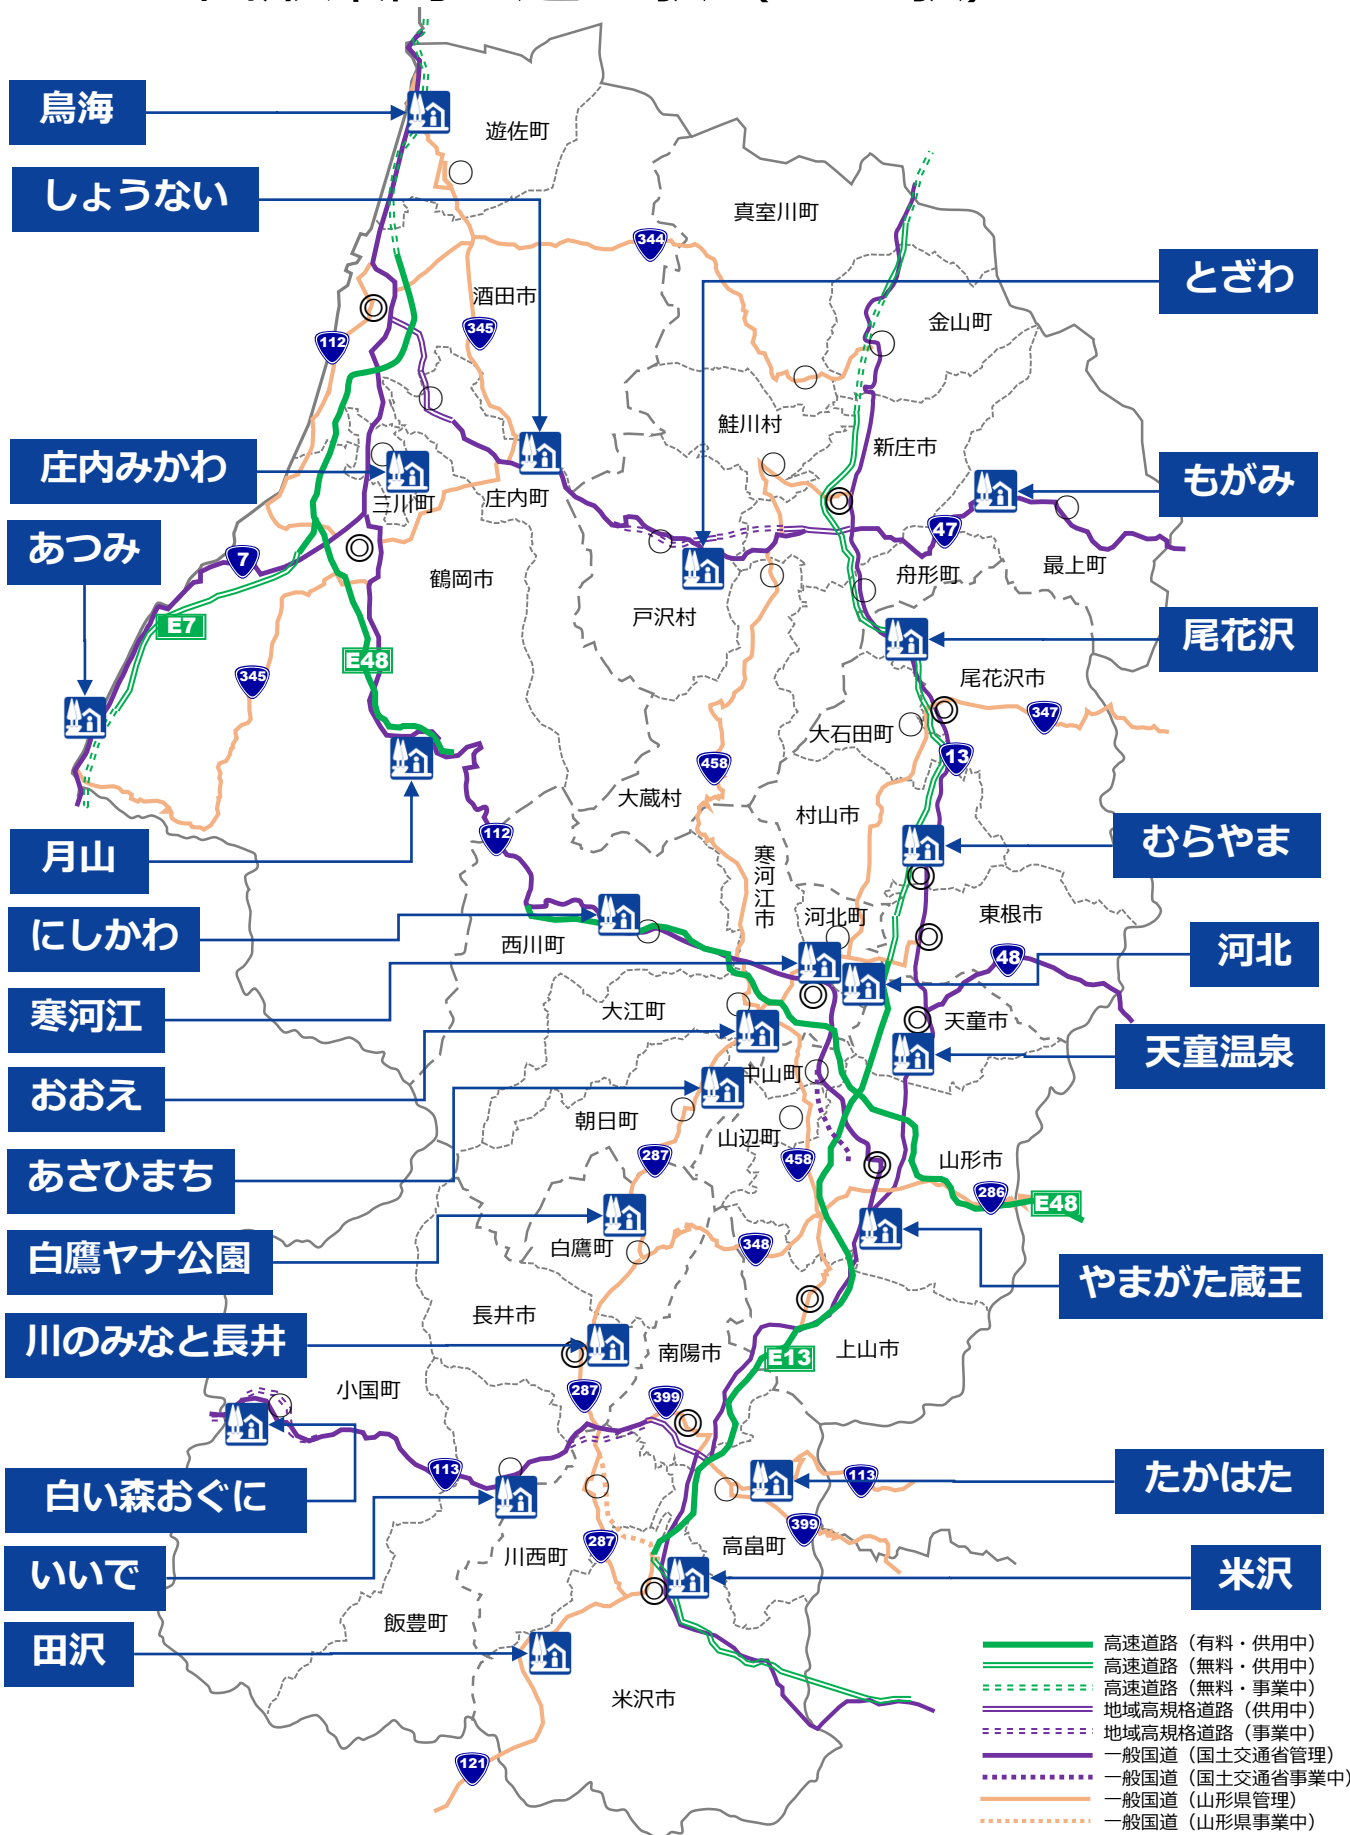 鳥海
しょうない
庄内みかわ
あつみ
月山
にしかわ
寒河江
おおえ
あさひまち
白鷹ヤナ公園
川のみなと長井
白い森おぐに
いいで
田沢
とざわ
もがみ
尾花沢
むらやま
河北
天童温泉
やまがた蔵王
たかはた
米沢
遊佐町
真室川町
344
酒田市
345
112
金山町
鮭川村
新庄市
三川町
庄内町
47
7
鶴岡市
舟形町
最上町
戸沢村
E7
E48
345
尾花沢市
347
大石田町
13
458
大蔵村
村山市
112
寒河江市
河北町
東根市
西川町
48
大江町
天童市
中山町
朝日町
山辺町
287
458
山形市
286
E48
白鷹町
348
長井市
南陽市
E13
上山市
小国町
287
399
113
113
399
287
川西町
高畠町
飯豊町
米沢市
121
高速道路（有料・供用中）
高速道路（無料・供用中）
高速道路（無料・事業中）
地域高規格道路（供用中）
地域高規格道路（事業中）
一般国道（国土交通省管理）
一般国道（国土交通省事業中）
一般国道（山形県管理）
一般国道（山形県事業中）